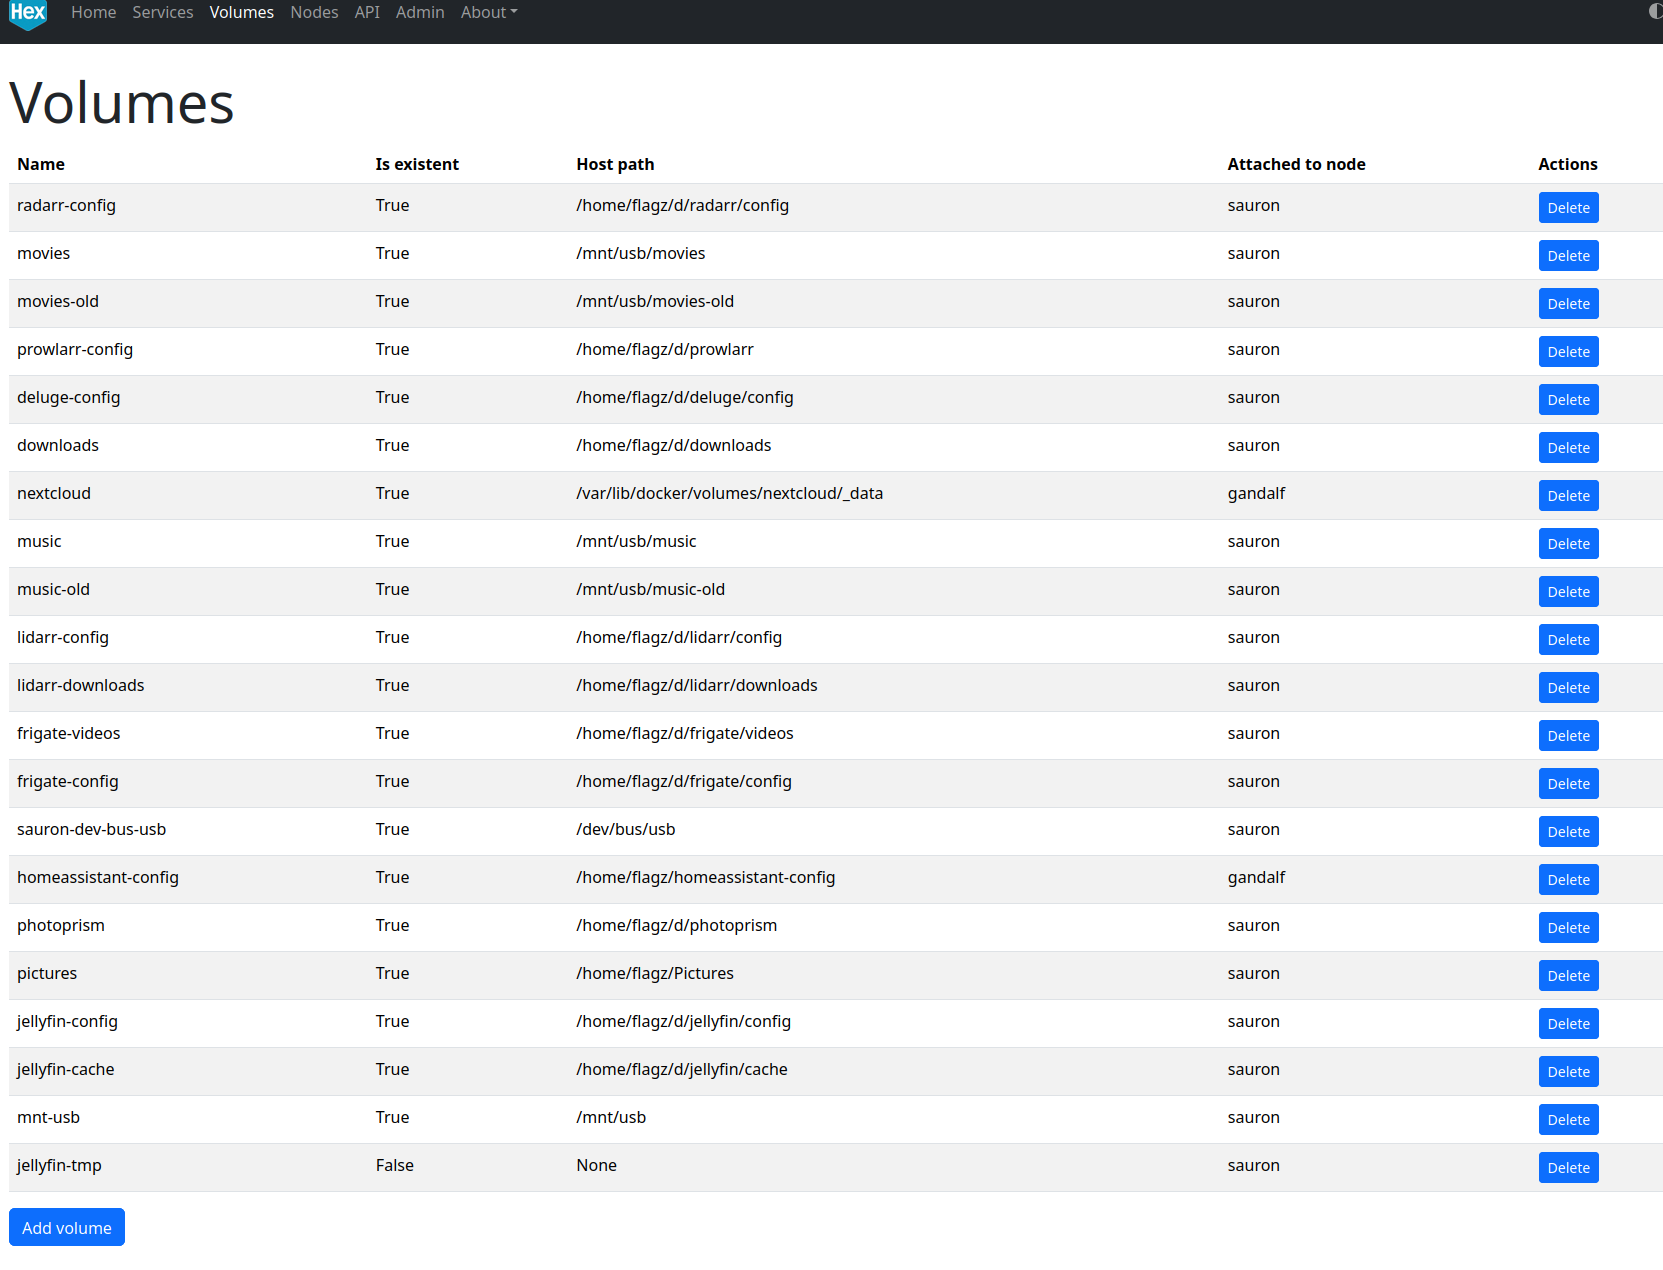 Hex Home Services Volumes Nodes API Admin About
Volumes
Name Is existent Host path Attached to node Actions
radarr-config True /home/flagz/d/radarr/config sauron Delete
movies True /mnt/usb/movies sauron Delete
movies-old True /mnt/usb/movies-old sauron Delete
prowlarr-config True /home/flagz/d/prowlarr sauron Delete
deluge-config True /home/flagz/d/deluge/config sauron Delete
downloads True /home/flagz/d/downloads sauron Delete
nextcloud True /var/lib/docker/volumes/nextcloud/_data gandalf Delete
music True /mnt/usb/music sauron Delete
music-old True /mnt/usb/music-old sauron Delete
lidarr-config True /home/flagz/d/lidarr/config sauron Delete
lidarr-downloads True /home/flagz/d/lidarr/downloads sauron Delete
frigate-videos True /home/flagz/d/frigate/videos sauron Delete
frigate-config True /home/flagz/d/frigate/config sauron Delete
sauron-dev-bus-usb True /dev/bus/usb sauron Delete
homeassistant-config True /home/flagz/homeassistant-config gandalf Delete
photoprism True /home/flagz/d/photoprism sauron Delete
pictures True /home/flagz/Pictures sauron Delete
jellyfin-config True /home/flagz/d/jellyfin/config sauron Delete
jellyfin-cache True /home/flagz/d/jellyfin/cache sauron Delete
mnt-usb True /mnt/usb sauron Delete
jellyfin-tmp False None sauron Delete
Add volume